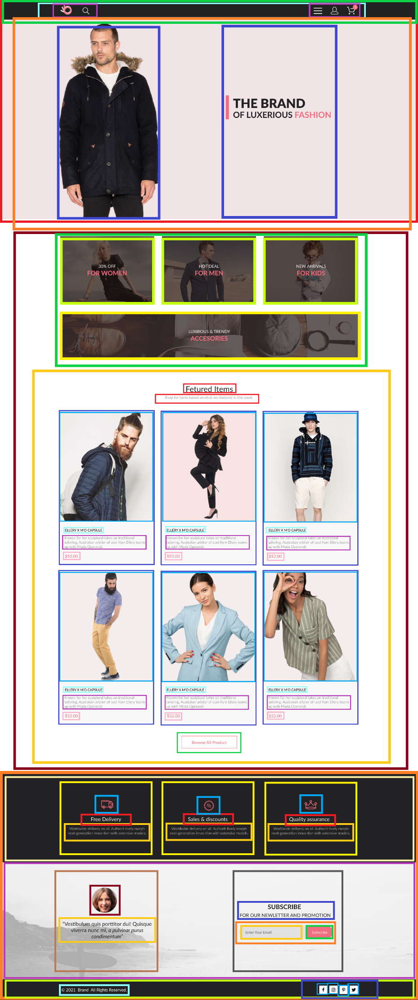 5
THE BRAND
OF LUXERIOUS FASHION
30% OFF
FOR WOMEN
HOT DEAL
FOR MEN
NEW ARRIVALS
FOR KIDS
LUXIROUS & TRENDY
ACCESORIES
Fetured Items
Shop for items based on what we featured in this week
ELLERY X M'O CAPSULE
Known for her sculptural takes on traditional
tailoring, Australian arbiter of cool Kym Ellery teams
up with Moda Operandi.
$52.00
ELLERY X M'O CAPSULE
Known for her sculptural takes on traditional
tailoring, Australian arbiter of cool Kym Ellery teams
up with Moda Operandi.
$52.00
ELLERY X M'O CAPSULE
Known for her sculptural takes on traditional
tailoring, Australian arbiter of cool Kym Ellery teams
up with Moda Operandi.
$52.00
ELLERY X M'O CAPSULE
Known for her sculptural takes on traditional
tailoring, Australian arbiter of cool Kym Ellery teams
up with Moda Operandi.
$52.00
ELLERY X M'O CAPSULE
Known for her sculptural takes on traditional
tailoring, Australian arbiter of cool Kym Ellery teams
up with Moda Operandi.
$52.00
ELLERY X M'O CAPSULE
Known for her sculptural takes on traditional
tailoring, Australian arbiter of cool Kym Ellery teams
up with Moda Operandi.
$52.00
Browse All Product
Free Delivery
Worldwide delivery on all. Authorit tively morph
next-generation innov tion with extensive models.
%
Sales & discounts
Worldwide delivery on all. Authorit tively morph
next-generation innov tion with extensive models.
Quality assurance
Worldwide delivery on all. Authorit tively morph
next-generation innov tion with extensive models.
“Vestibulum quis porttitor dui! Quisque
viverra nunc mi, a pulvinar purus
condimentum“
SUBSCRIBE
FOR OUR NEWLETTER AND PROMOTION
Enter Your Email
Subscribe
© 2021 Brand All Rights Reserved.